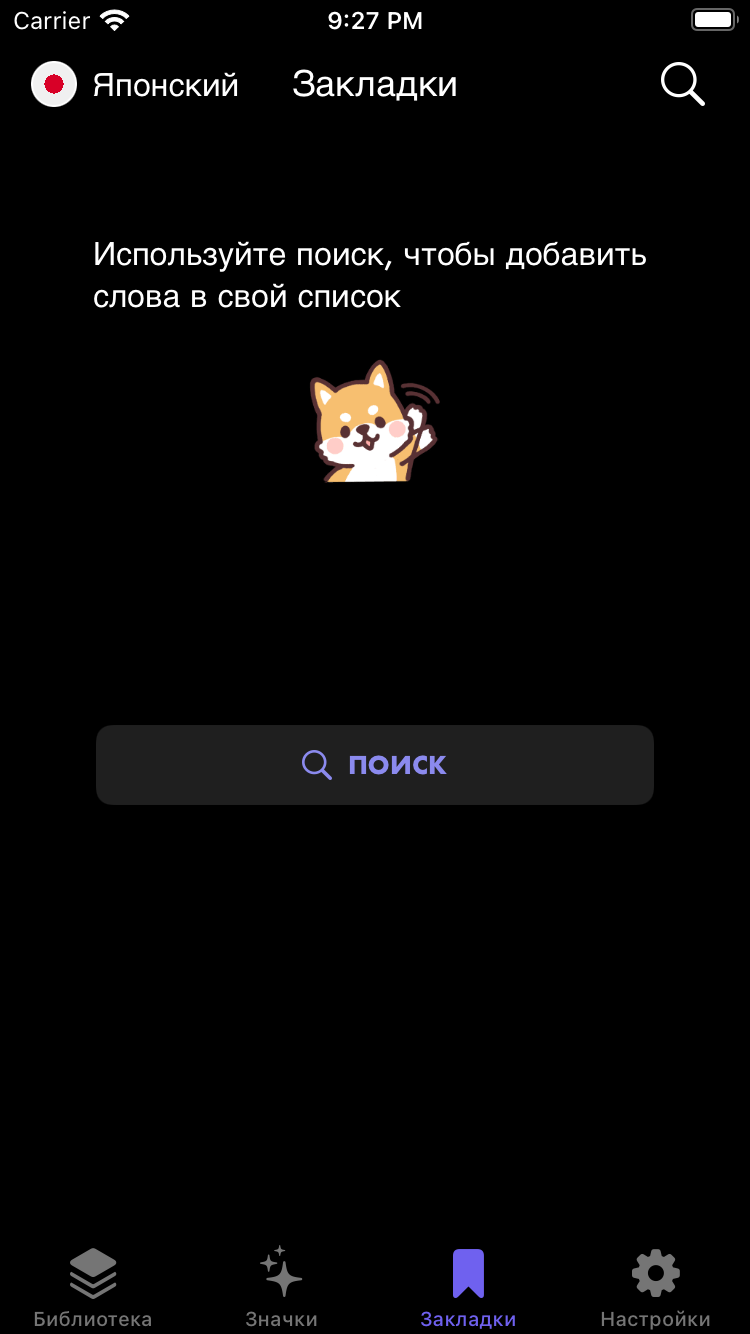 Carrier
9:27 PM
Японский
Закладки
Используйте поиск, чтобы добавить
слова в свой список
ПОИСК
Библиотека
Значки
Закладки
Настройки